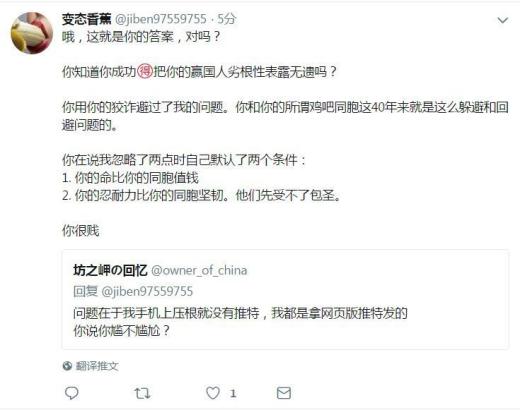 变态香蕉 @jiben97559755 · 5分
哦，这就是你的答案，对吗？
你知道你成功㊝把你的赢国人劣根性表露无遗吗？
你用你的狡诈避过了我的问题。你和你的所谓鸡吧同胞这40年来就是这么躲避和回
避问题的。
你在说我忽略了两点时自己默认了两个条件：
1. 你的命比你的同胞值钱
2. 你的忍耐力比你的同胞坚韧。他们先受不了包圣。
你很贱
坊之岬の回忆 @owner_of_china
回复 @jiben97559755
问题在于我手机上压根就没有推特，我都是拿网页版推特发的
你说你尴不尴尬？
翻译推文
1